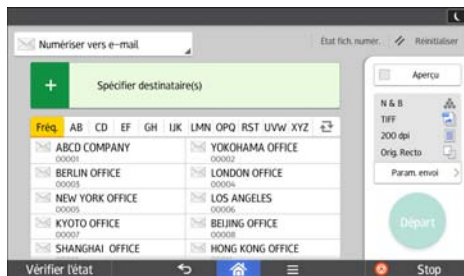 Numériser vers e-mail
État fich. numér.
Réinitialiser
Spécifier destinataire(s)
Aperçu
Fréq. AB CD EF GH IJK LMN OPQ RST UVW XYZ
N & B
TIFF
200 dpi
Orig. Recto
Param. envoi
Départ
ABCD COMPANY
00001
YOKOHAMA OFFICE
00002
BERLIN OFFICE
00003
LONDON OFFICE
00004
NEW YORK OFFICE
00005
LOS ANGELES
00006
KYOTO OFFICE
00007
BEIJING OFFICE
00008
SHANGHAI OFFICE
HONG KONG OFFICE
Vérifier l'état
Stop